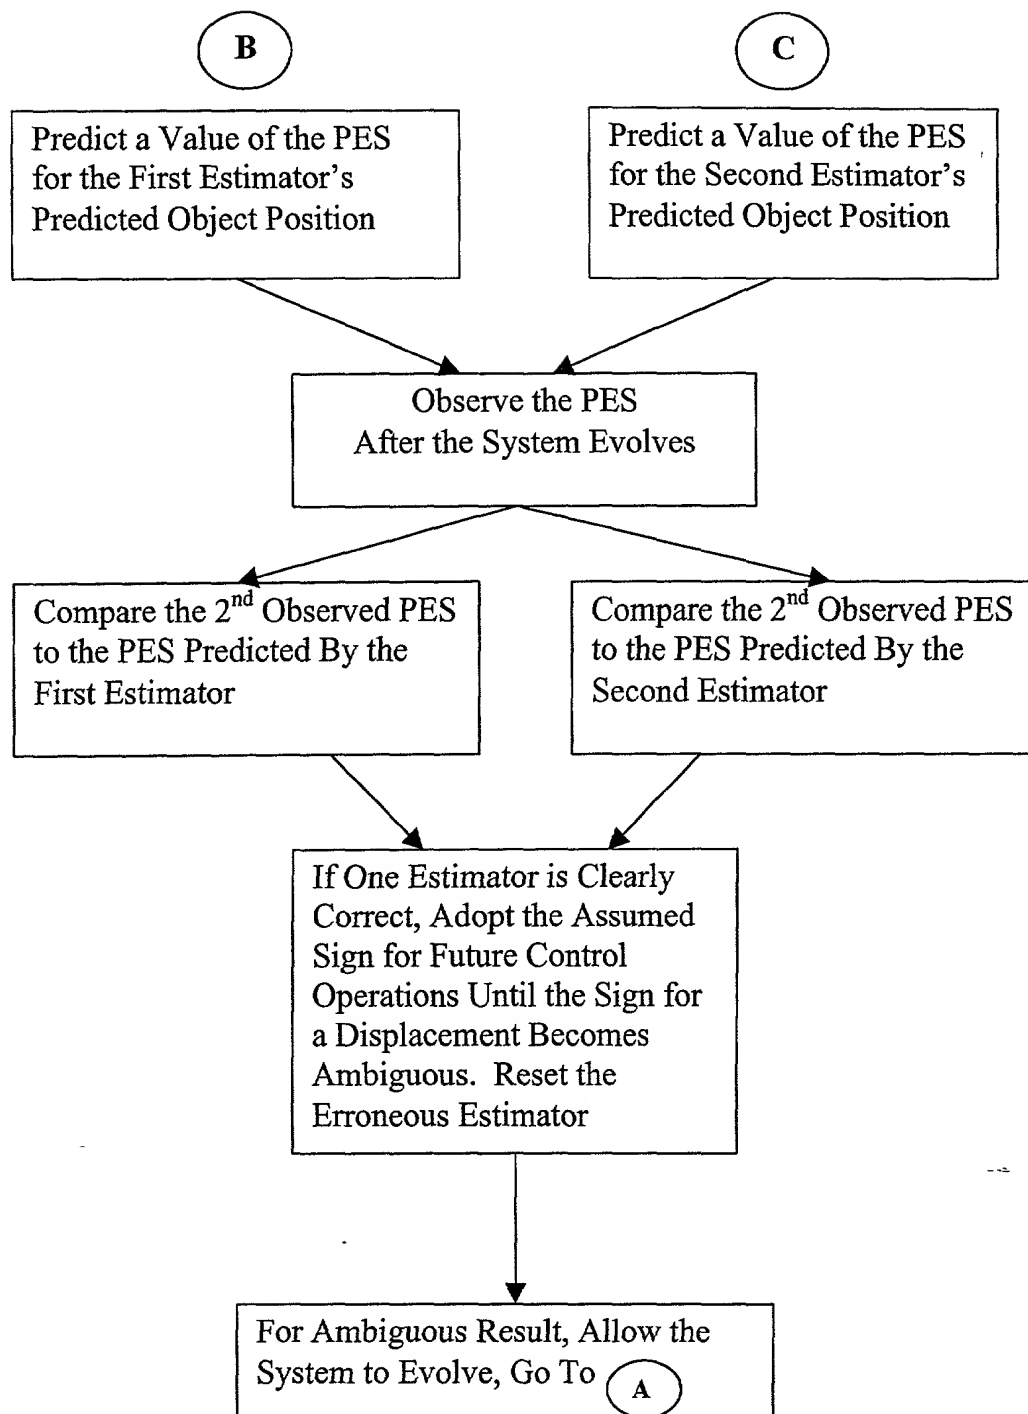 B
C
Predict a Value of the PES
for the First Estimator's
Predicted Object Position
Predict a Value of the PES
for the Second Estimator's
Predicted Object Position
Observe the PES
After the System Evolves
Compare the 2nd Observed PES
to the PES Predicted By the
First Estimator
Compare the 2nd Observed PES
to the PES Predicted By the
Second Estimator
If One Estimator is Clearly
Correct, Adopt the Assumed
Sign for Future Control
Operations Until the Sign for
a Displacement Becomes
Ambiguous. Reset the
Erroneous Estimator
For Ambiguous Result, Allow the
System to Evolve, Go To A